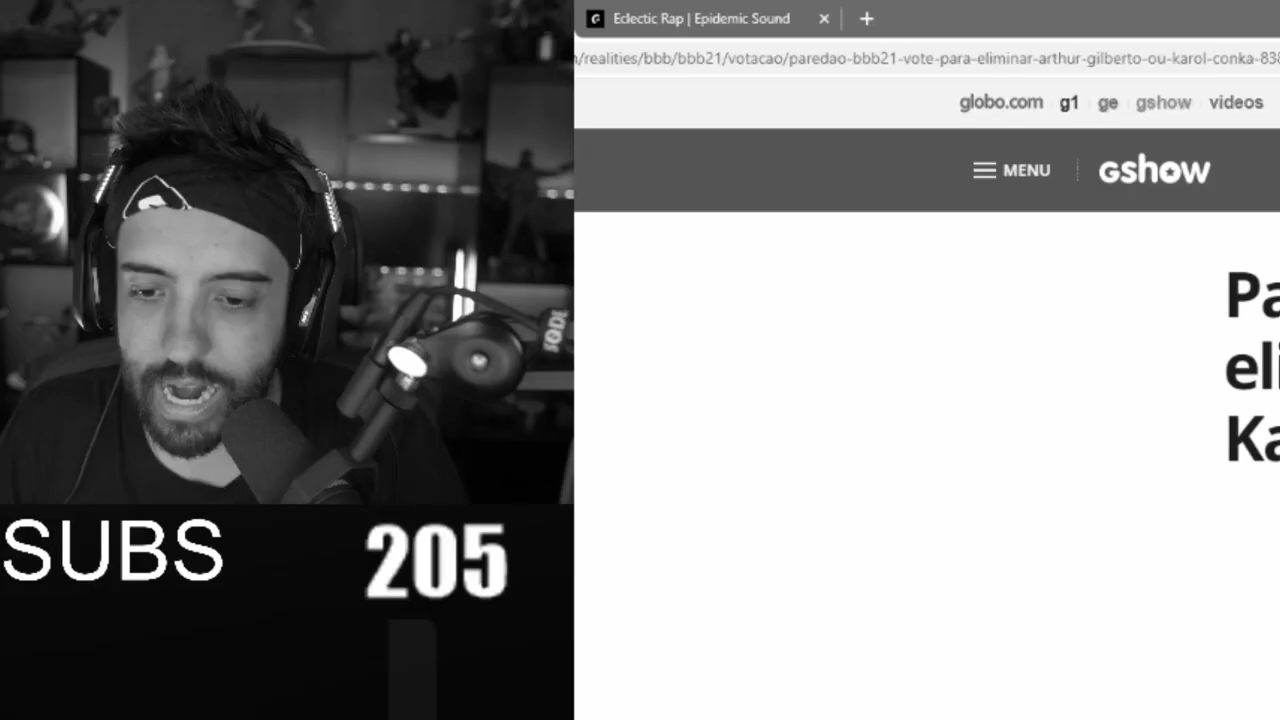 Eclectic Rap | Epidemic Sound
/realities/bbb/bbb21/votacao/paredao-bbb21-vote-para-eliminar-arthur-gilberto-ou-karol-conka-838
globo.com g1 ge gshow videos
MENU gshow
Pa
eli
Ka
SUBS 205